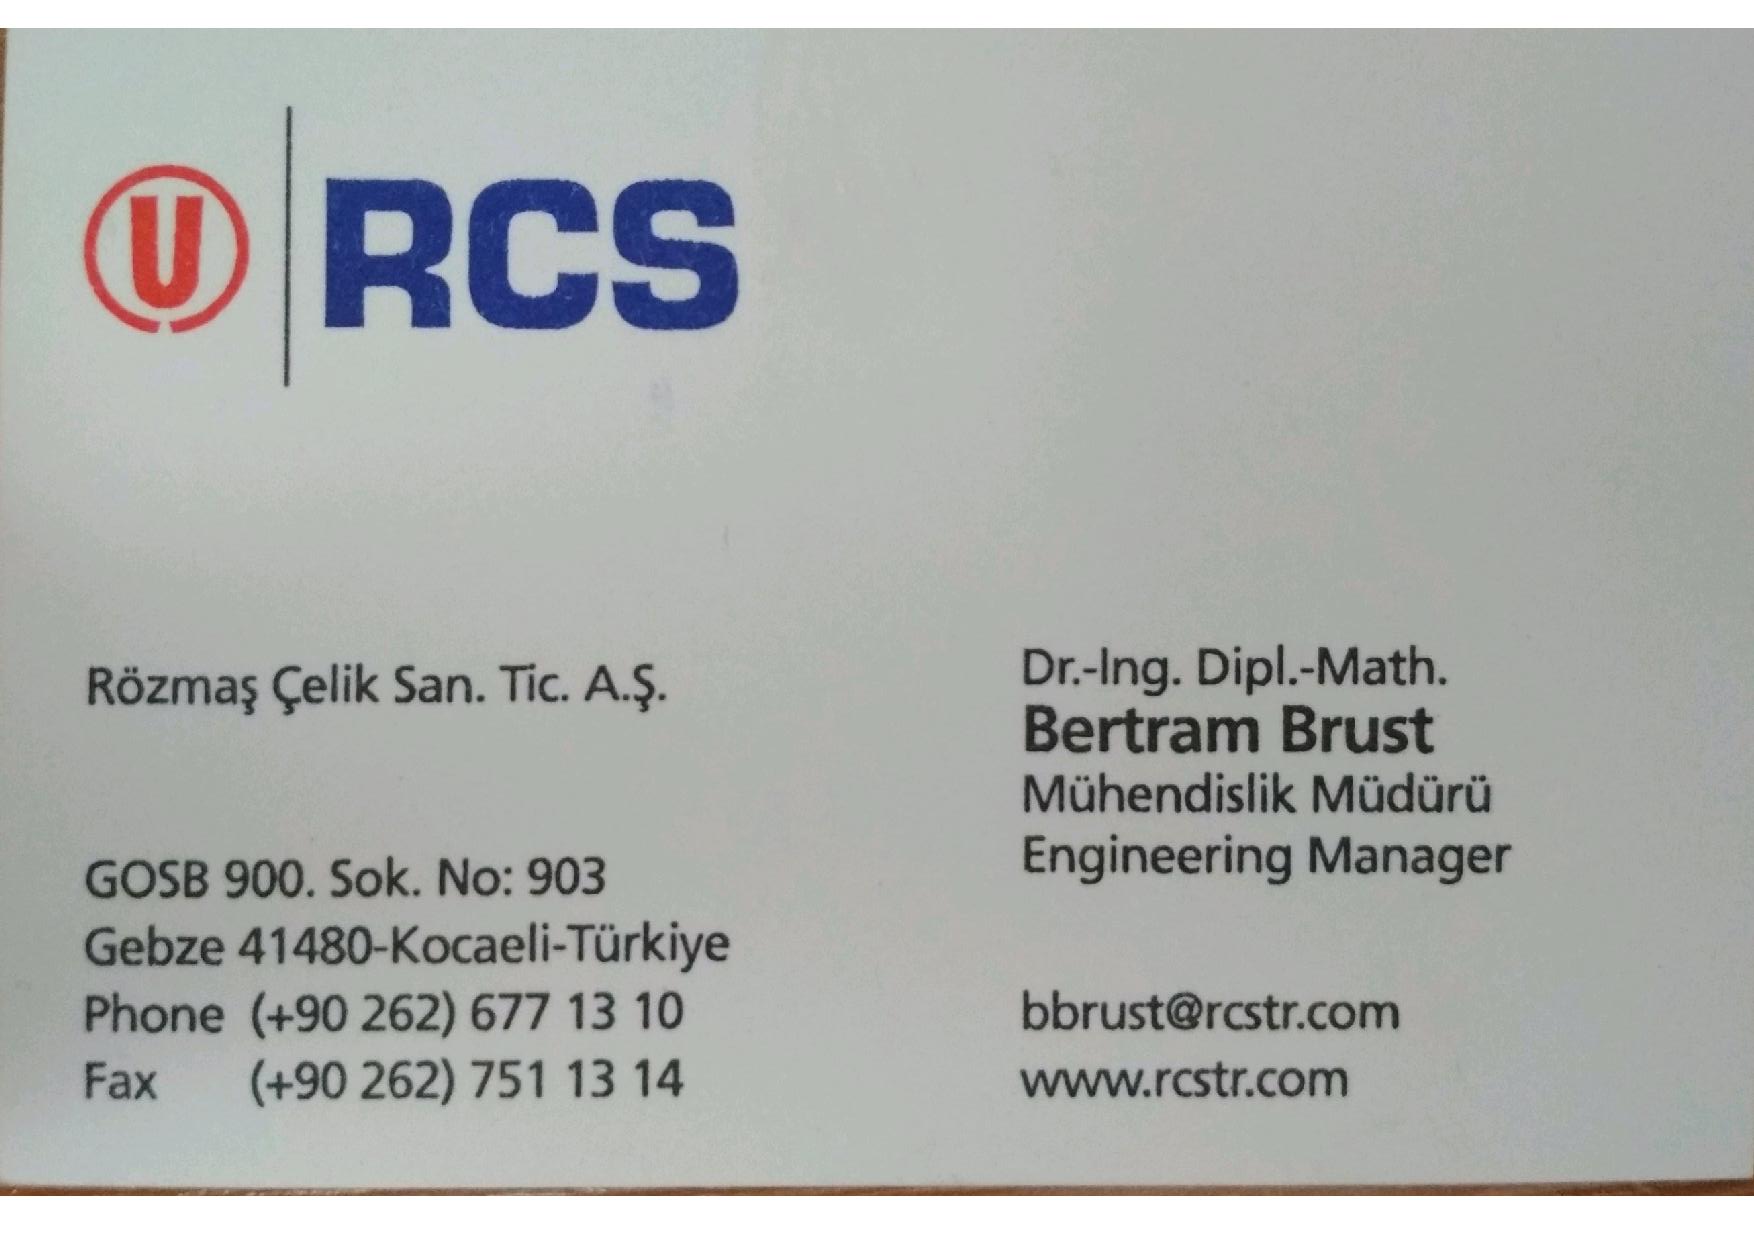 U RCS
Rözmaş Çelik San. Tic. A.Ş.
GOSB 900. Sok. No: 903
Gebze 41480-Kocaeli-Türkiye
Phone (+90 262) 677 13 10
Fax (+90 262) 751 13 14
Dr.-Ing. Dipl.-Math.
Bertram Brust
Mühendislik Müdürü
Engineering Manager
bbrust@rcstr.com
www.rcstr.com